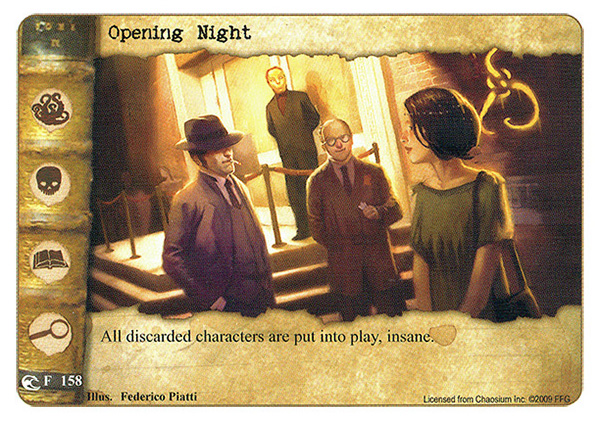 Opening Night
All discarded characters are put into play, insane.
F 158
Illus. Federico Piatti
Licensed from Chaosium Inc. ©2009 FFG